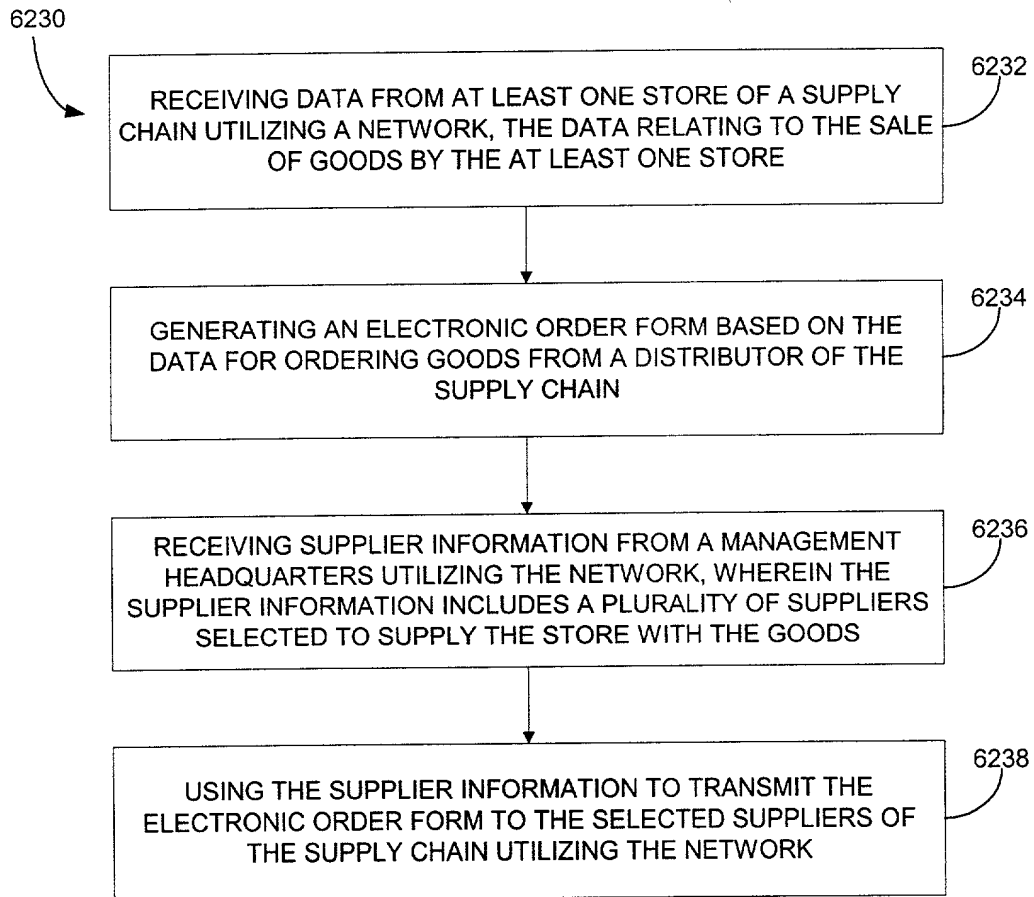 6230
6232
RECEIVING DATA FROM AT LEAST ONE STORE OF A SUPPLY
CHAIN UTILIZING A NETWORK, THE DATA RELATING TO THE SALE
OF GOODS BY THE AT LEAST ONE STORE
6234
GENERATING AN ELECTRONIC ORDER FORM BASED ON THE
DATA FOR ORDERING GOODS FROM A DISTRIBUTOR OF THE
SUPPLY CHAIN
6236
RECEIVING SUPPLIER INFORMATION FROM A MANAGEMENT
HEADQUARTERS UTILIZING THE NETWORK, WHEREIN THE
SUPPLIER INFORMATION INCLUDES A PLURALITY OF SUPPLIERS
SELECTED TO SUPPLY THE STORE WITH THE GOODS
6238
USING THE SUPPLIER INFORMATION TO TRANSMIT THE
ELECTRONIC ORDER FORM TO THE SELECTED SUPPLIERS OF
THE SUPPLY CHAIN UTILIZING THE NETWORK